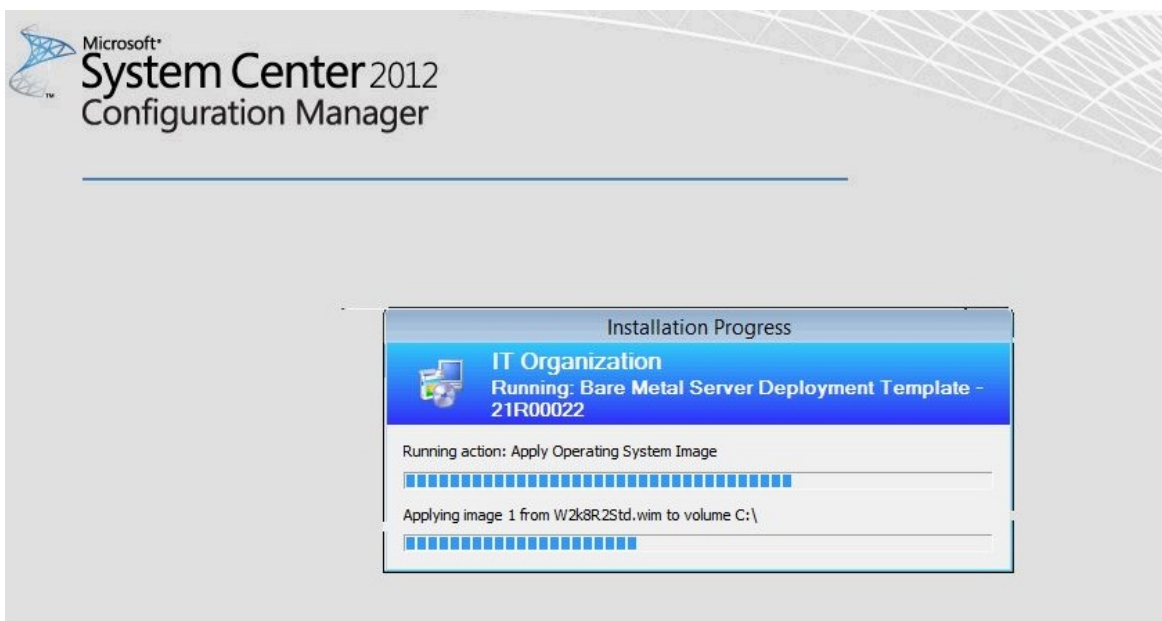 Microsoft®
System Center 2012
Configuration Manager
TM
Installation Progress
IT Organization
Running: Bare Metal Server Deployment Template -
21R00022
Running action: Apply Operating System Image
Applying image 1 from W2k8R2Std.wim to volume C:\